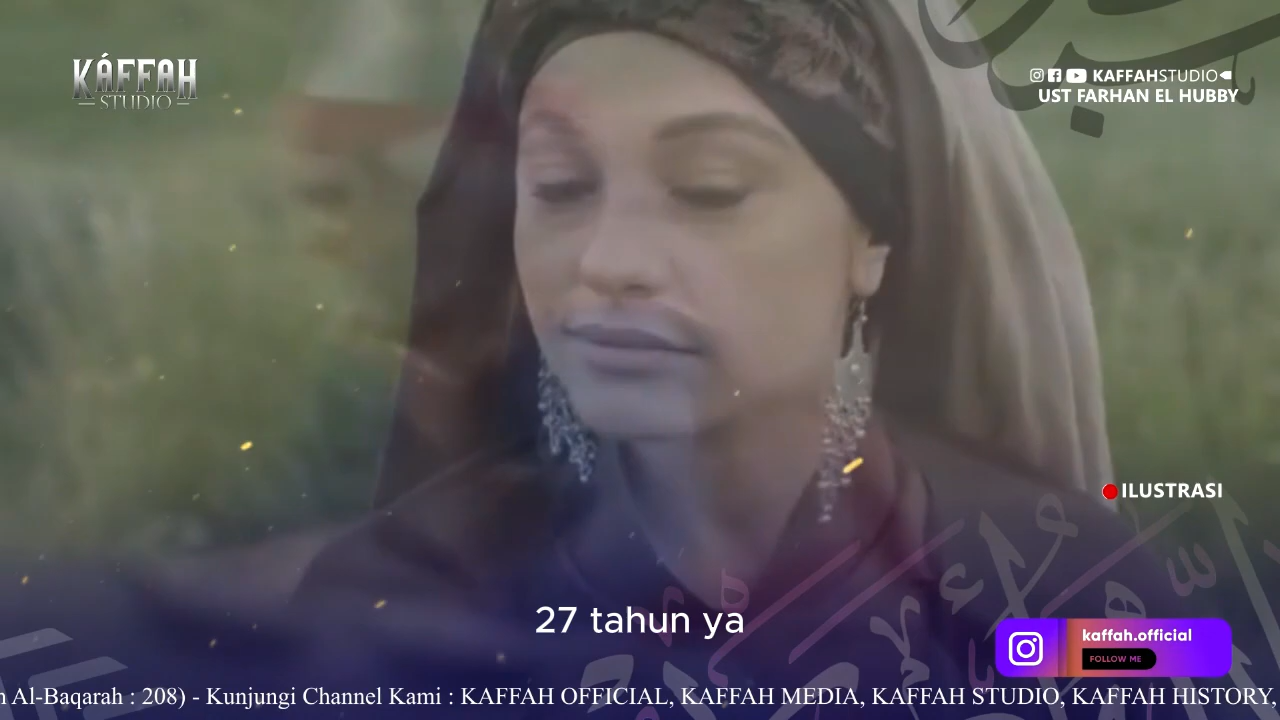 KÁFFAH
STUDIO
KAFFAHSTUDIO
UST FARHAN EL HUBBY
ILUSTRASI
27 tahun ya
kaffah.official
FOLLOW ME
Al-Baqarah : 208) - Kunjungi Channel Kami : KAFFAH OFFICIAL, KAFFAH MEDIA, KAFFAH STUDIO, KAFFAH HISTORY,